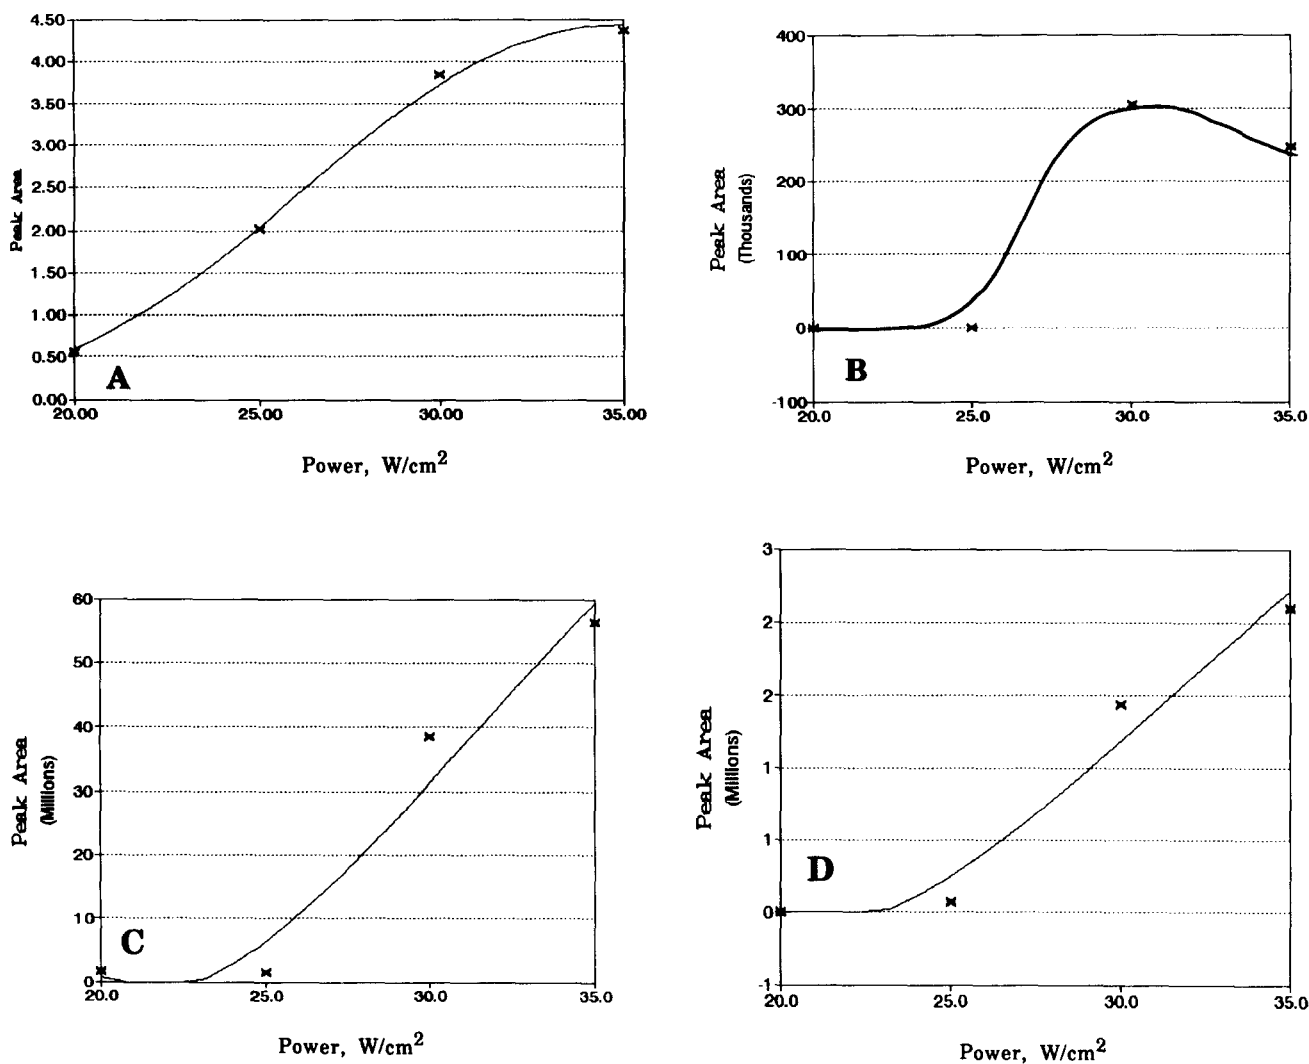 4.50
4.00
3.50
3.00
2.50
2.00
1.50
1.00
0.50
0.00
Peak Area
20.00 25.00 30.00 35.00
A
Power, W/cm²
400
300
200
100
0
-100
Peak Area
(Thousands)
20.0 25.0 30.0 35.0
B
Power, W/cm²
60
50
40
30
20
10
0
Peak Area
(Millions)
20.0 25.0 30.0 35.0
C
Power, W/cm²
3
2
2
1
1
0
-1
Peak Area
(Millions)
20.0 25.0 30.0 35.0
D
Power, W/cm²